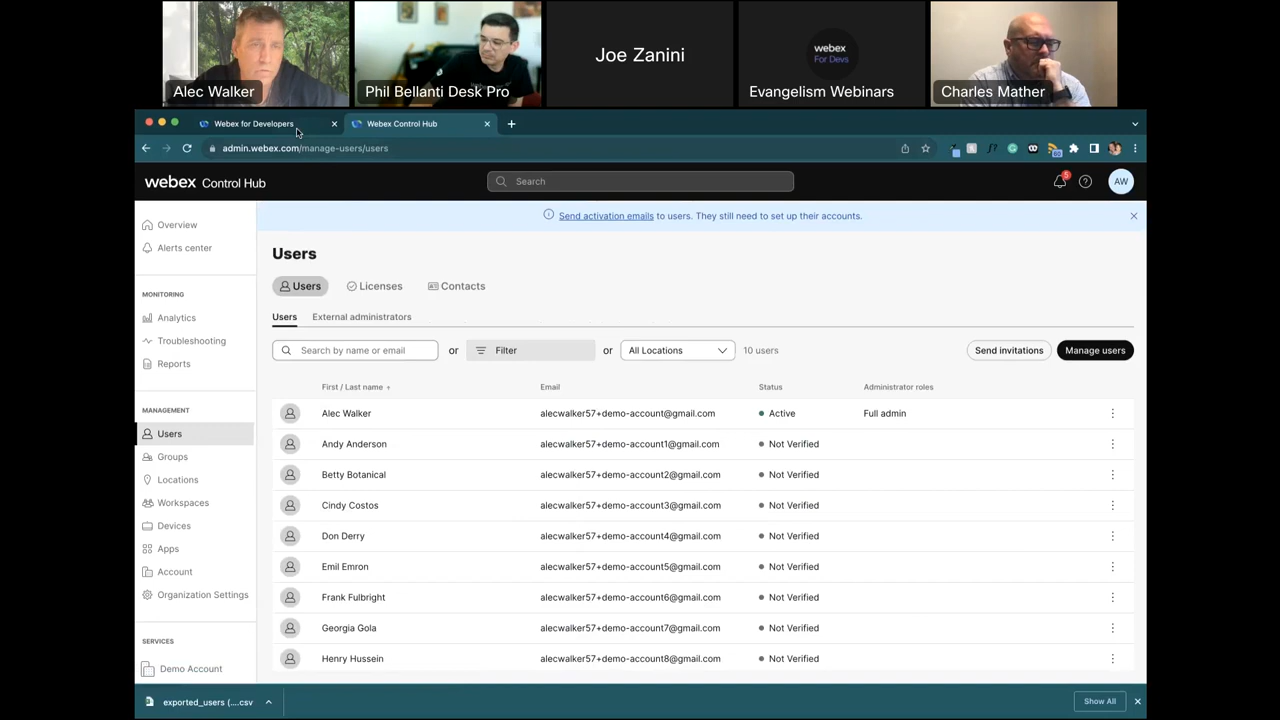 Alec Walker
Phil Bellanti Desk Pro
Joe Zanini
webex
For Devs
Evangelism Webinars
Charles Mather
Webex for Developers
Webex Control Hub
admin.webex.com/manage-users/users
webex Control Hub
Search
5
AW
Overview
Alerts center
MONITORING
Analytics
Troubleshooting
Reports
MANAGEMENT
Users
Groups
Locations
Workspaces
Devices
Apps
Account
Organization Settings
SERVICES
Demo Account
Send activation emails to users. They still need to set up their accounts.
Users
Users Licenses Contacts
Users External administrators
Search by name or email or Filter or All Locations 10 users Send invitations Manage users
First / Last name Email Status Administrator roles
Alec Walker alecwalker57+demo-account@gmail.com Active Full admin
Andy Anderson alecwalker57+demo-account1@gmail.com Not Verified
Betty Botanical alecwalker57+demo-account2@gmail.com Not Verified
Cindy Costos alecwalker57+demo-account3@gmail.com Not Verified
Don Derry alecwalker57+demo-account4@gmail.com Not Verified
Emil Emron alecwalker57+demo-account5@gmail.com Not Verified
Frank Fulbright alecwalker57+demo-account6@gmail.com Not Verified
Georgia Gola alecwalker57+demo-account7@gmail.com Not Verified
Henry Hussein alecwalker57+demo-account8@gmail.com Not Verified
exported_users (....csv
Show All